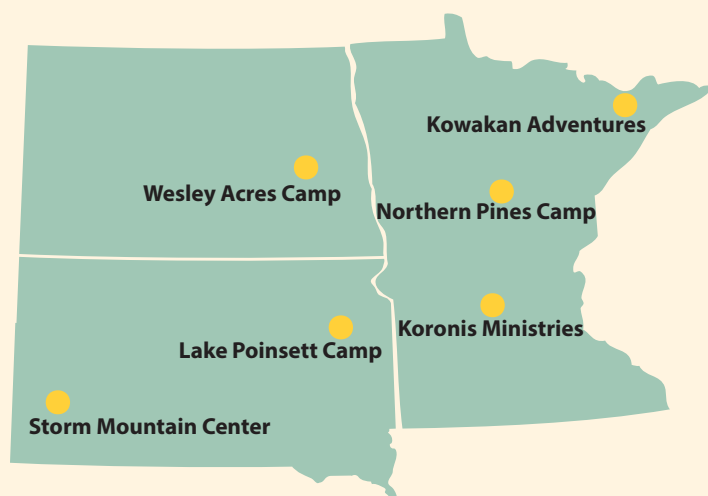 Kowakan Adventures
Wesley Acres Camp
Northern Pines Camp
Koronis Ministries
Lake Poinsett Camp
Storm Mountain Center